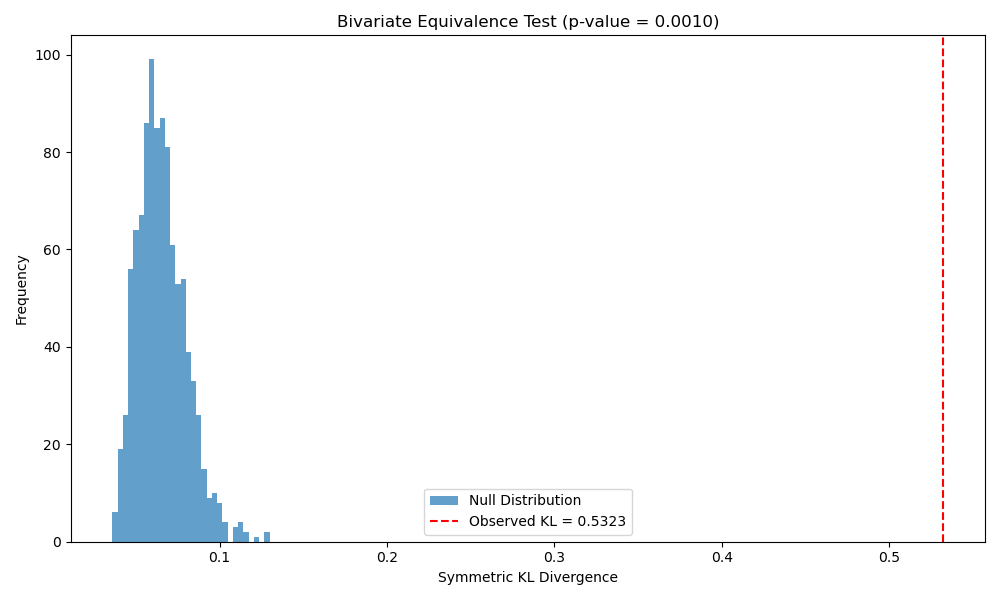 Bivariate Equivalence Test (p-value = 0.0010)
Frequency
100
80
60
40
20
0
0.1
0.2
0.3
0.4
0.5
Symmetric KL Divergence
Null Distribution
Observed KL = 0.5323